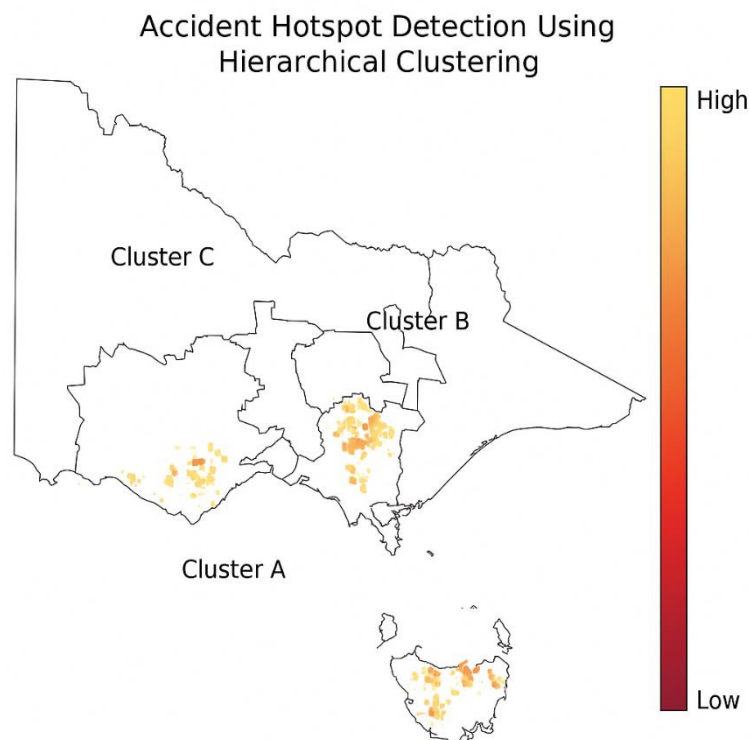 Accident Hotspot Detection Using
Hierarchical Clustering
High
Cluster C
Cluster B
Cluster A
Low